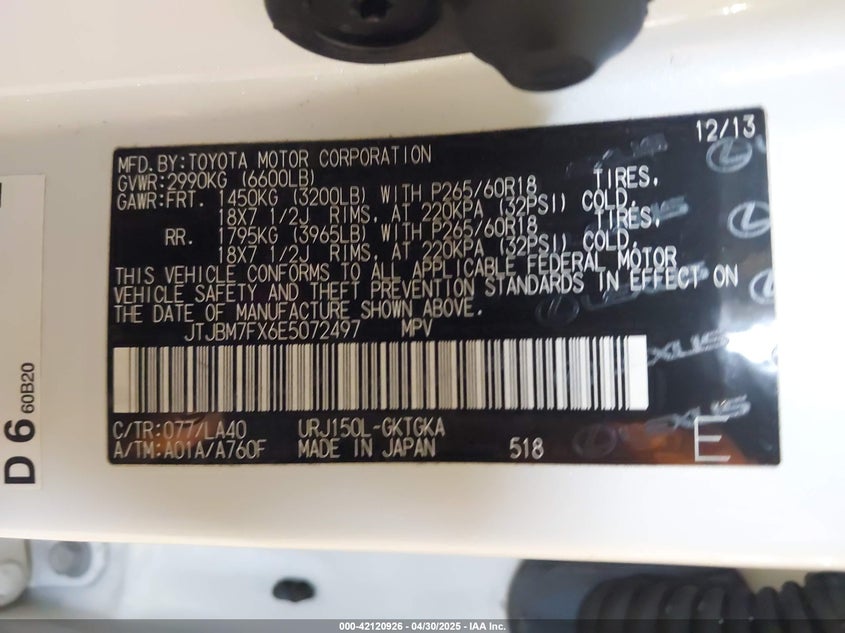 12/13
MFD. BY: TOYOTA MOTOR CORPORATION
GVWR: 2990KG (6600LB)
GAWR: FRT. 1450KG (3200LB) WITH P265/60R18 TIRES,
18X7 1/2J RIMS, AT 220KPA (32PSI) COLD,
RR. 1795KG (3965LB) WITH P265/60R18 TIRES,
18X7 1/2J RIMS, AT 220KPA (32PSI) COLD,
THIS VEHICLE CONFORMS TO ALL APPLICABLE FEDERAL MOTOR
VEHICLE SAFETY AND THEFT PREVENTION STANDARDS IN EFFECT ON
THE DATE OF MANUFACTURE SHOWN ABOVE.
JTJBM7FX6E5072497 MPV
C/TR: 077/LA40 URJ150L-GKTGKA
A/TM: A01A/A760F MADE IN JAPAN 518 E
D 6 60B20
000-42120926 - 04/30/2025 - IAA Inc.